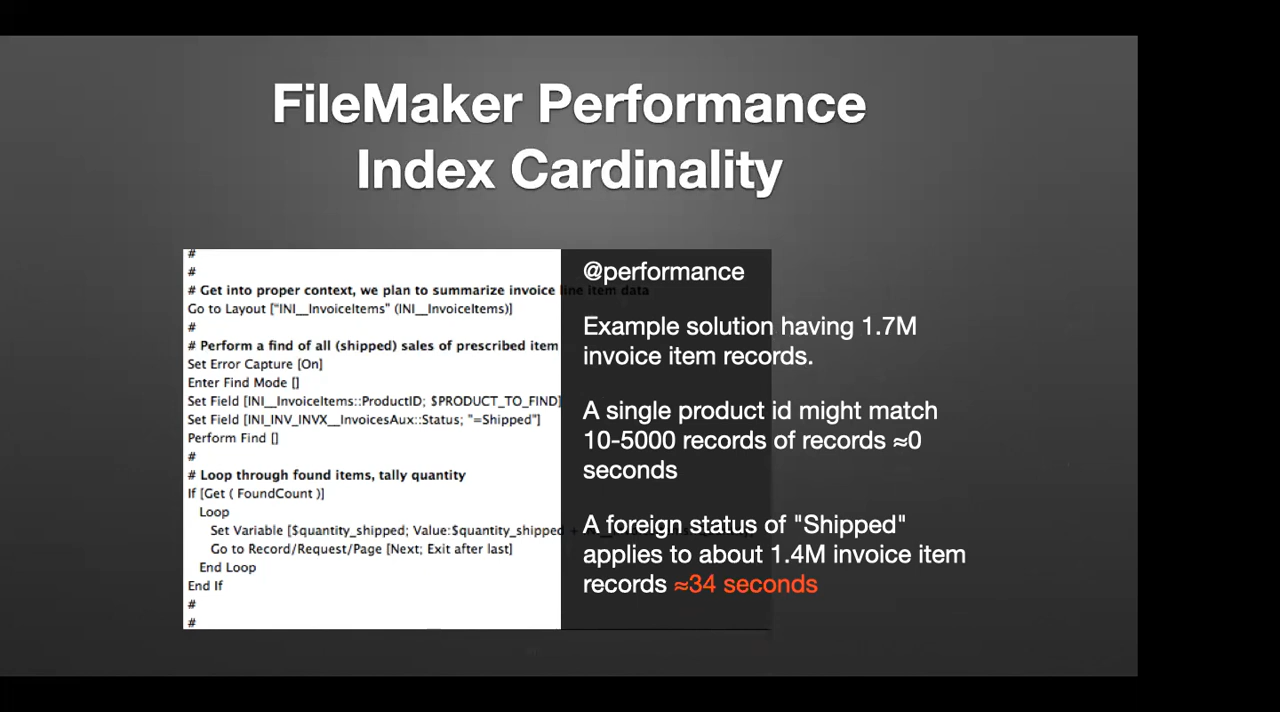 FileMaker Performance
Index Cardinality
#
#
# Get into proper context, we plan to summarize invoice line item data
Go to Layout ["INI__InvoiceItems" (INI__InvoiceItems)]
#
# Perform a find of all (shipped) sales of prescribed item
Set Error Capture [On]
Enter Find Mode []
Set Field [INI__InvoiceItems::ProductID; $PRODUCT_TO_FIND]
Set Field [INI_INV_INVX__InvoicesAux::Status; "=Shipped"]
Perform Find []
#
# Loop through found items, tally quantity
If [Get ( FoundCount )]
Loop
Set Variable [$quantity_shipped; Value:$quantity_shipped +
Go to Record/Request/Page [Next; Exit after last]
End Loop
End If
#
#
@performance
Example solution having 1.7M
invoice item records.
A single product id might match
10-5000 records of records ≈0
seconds
A foreign status of "Shipped"
applies to about 1.4M invoice item
records ≈34 seconds